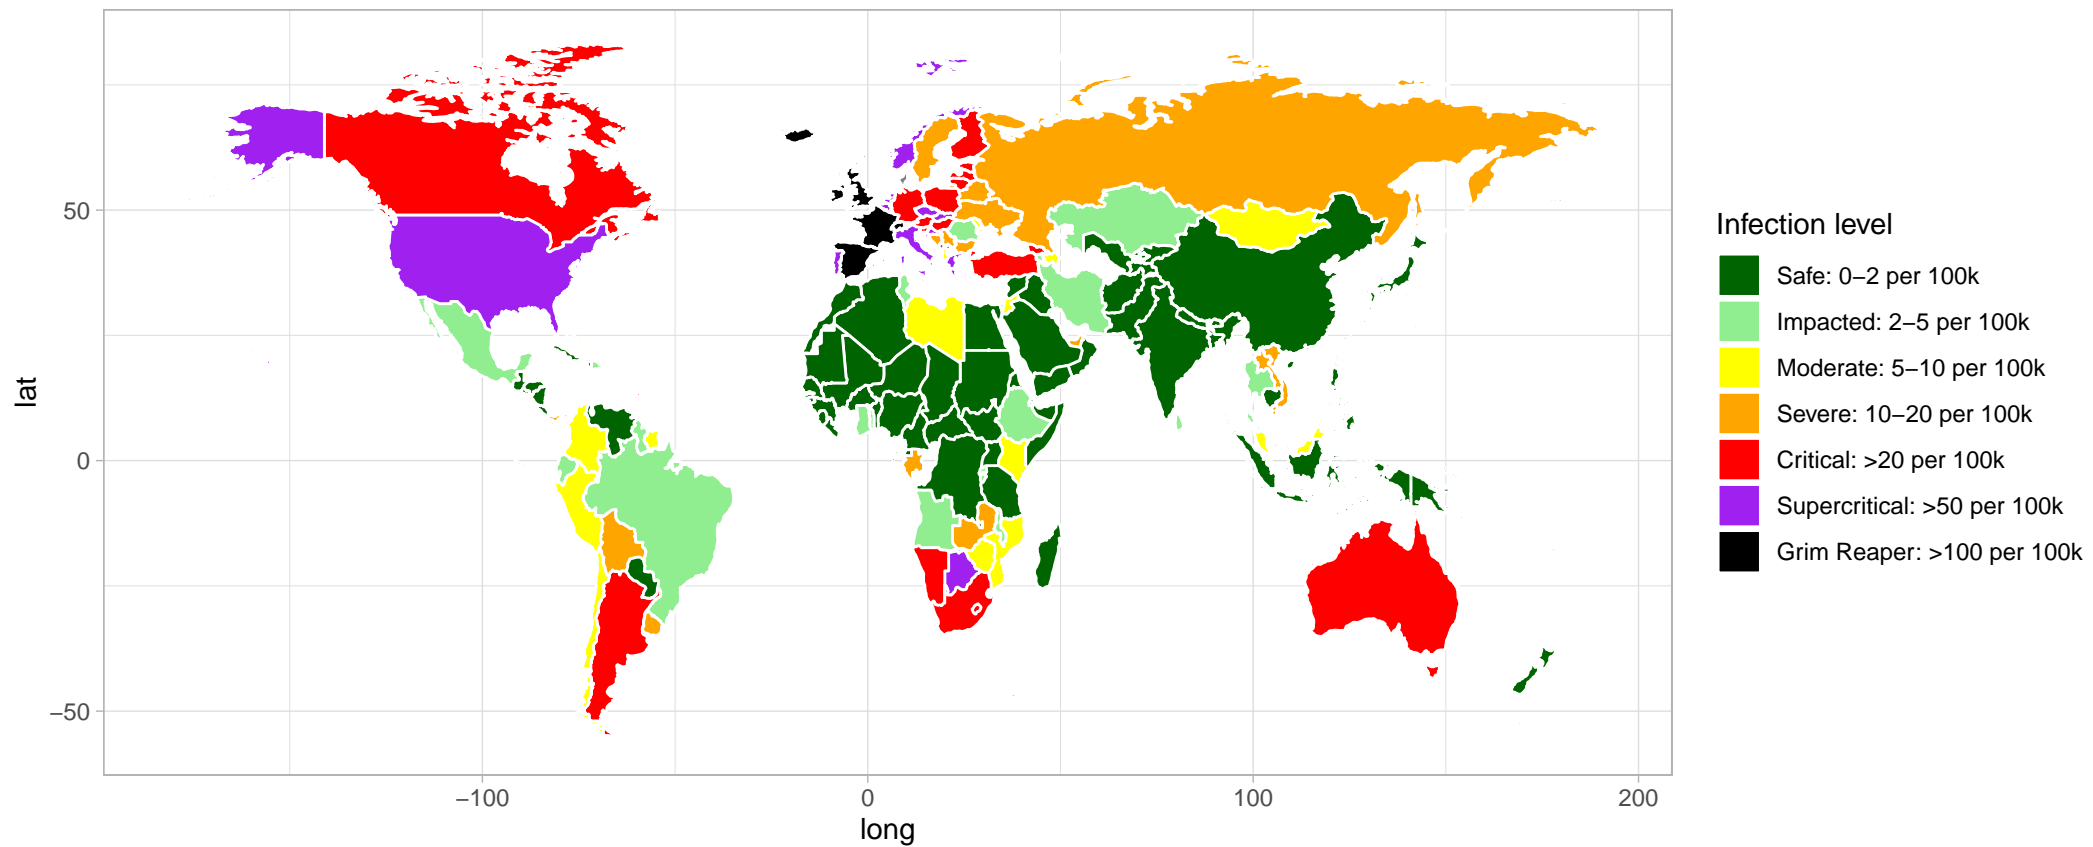 50
0
−50
lat
−100
0
100
200
long
Infection level
Safe: 0−2 per 100k
Impacted: 2−5 per 100k
Moderate: 5−10 per 100k
Severe: 10−20 per 100k
Critical: >20 per 100k
Supercritical: >50 per 100k
Grim Reaper: >100 per 100k